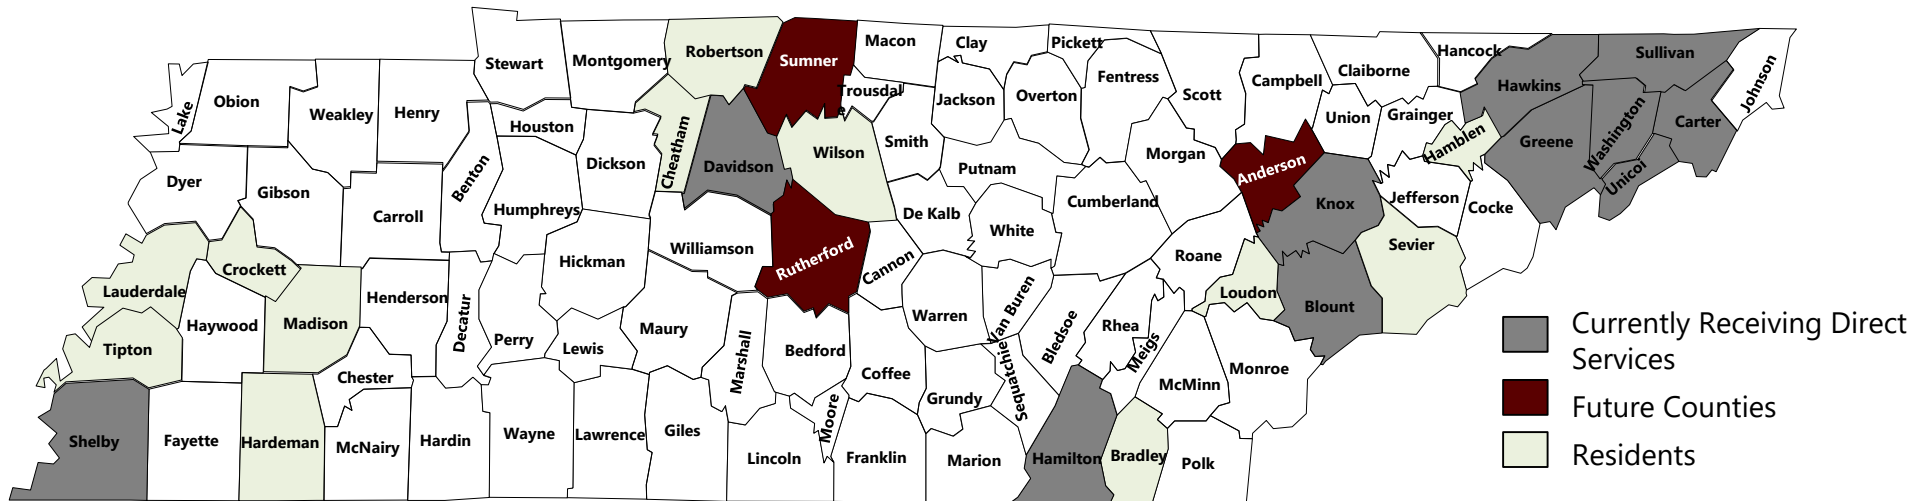 Stewart
Montgomery
Robertson
Sumner
Macon
Clay
Pickett
Fentress
Scott
Campbell
Claiborne
Hancock
Hawkins
Sullivan
Johnson
Lake
Obion
Weakley
Henry
Houston
Cheatham
Trousdal
e
Jackson
Overton
Union
Grainger
Hamblen
Greene
Washington
Carter
Unicoi
Dyer
Gibson
Carroll
Benton
Humphreys
Dickson
Davidson
Wilson
Smith
Putnam
Morgan
Anderson
Knox
Jefferson
Cocke
Sevier
De Kalb
White
Cumberland
Roane
Loudon
Blount
Lauderdale
Crockett
Madison
Haywood
Henderson
Decatur
Perry
Hickman
Williamson
Rutherford
Cannon
Warren
Van Buren
Bledsoe
Rhea
Meigs
Tipton
Chester
Lewis
Maury
Marshall
Bedford
Coffee
Grundy
Sequatchie
McMinn
Monroe
Shelby
Fayette
Hardeman
McNairy
Hardin
Wayne
Lawrence
Giles
Lincoln
Moore
Franklin
Marion
Hamilton
Bradley
Polk
Currently Receiving Direct
Services
Future Counties
Residents